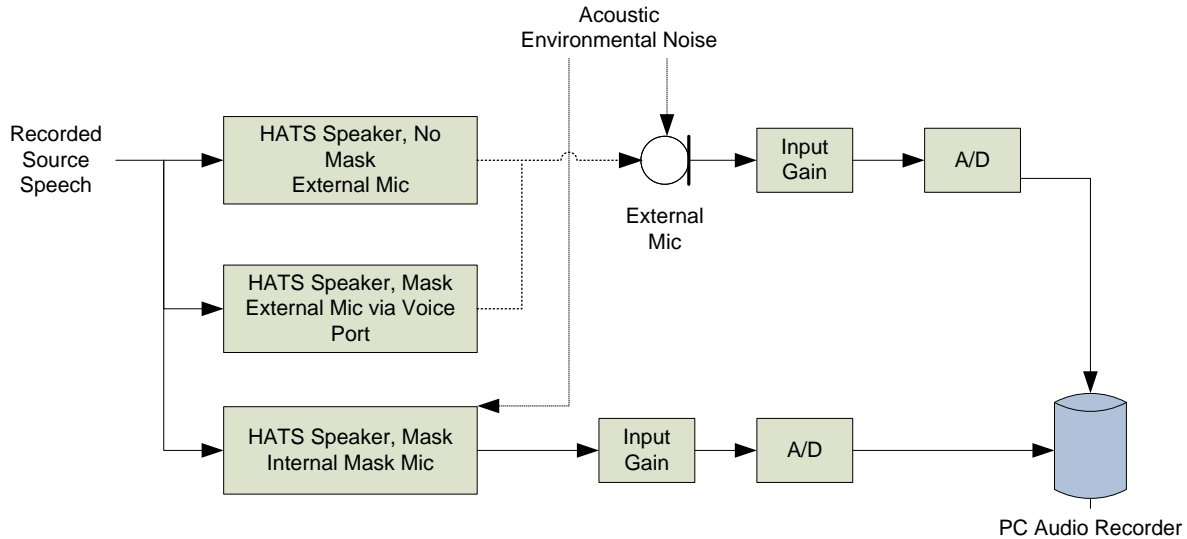 Acoustic
Environmental Noise
Recorded
Source
Speech
HATS Speaker, No
Mask
External Mic
External
Mic
Input
Gain
A/D
HATS Speaker, Mask
External Mic via Voice
Port
HATS Speaker, Mask
Internal Mask Mic
Input
Gain
A/D
PC Audio Recorder